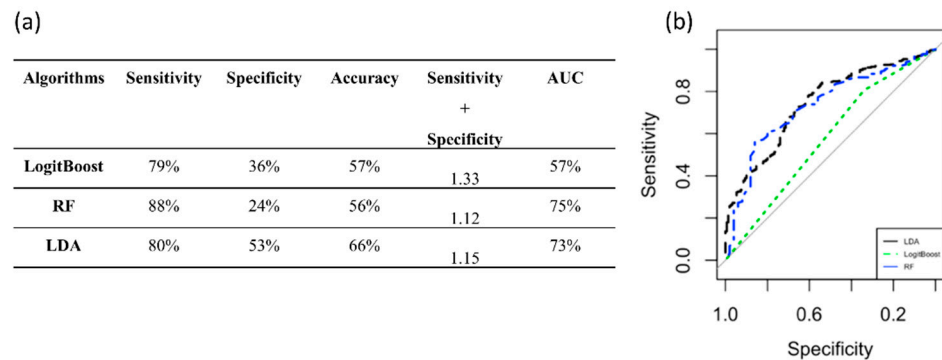 (a)
Algorithms Sensitivity Specificity Accuracy Sensitivity AUC
+
Specificity
LogitBoost 79% 36% 57% 1.33 57%
RF 88% 24% 56% 1.12 75%
LDA 80% 53% 66% 1.15 73%
(b)
Sensitivity
0.8
0.4
0.0
LDA
LogitBoost
RF
1.0 0.6 0.2
Specificity